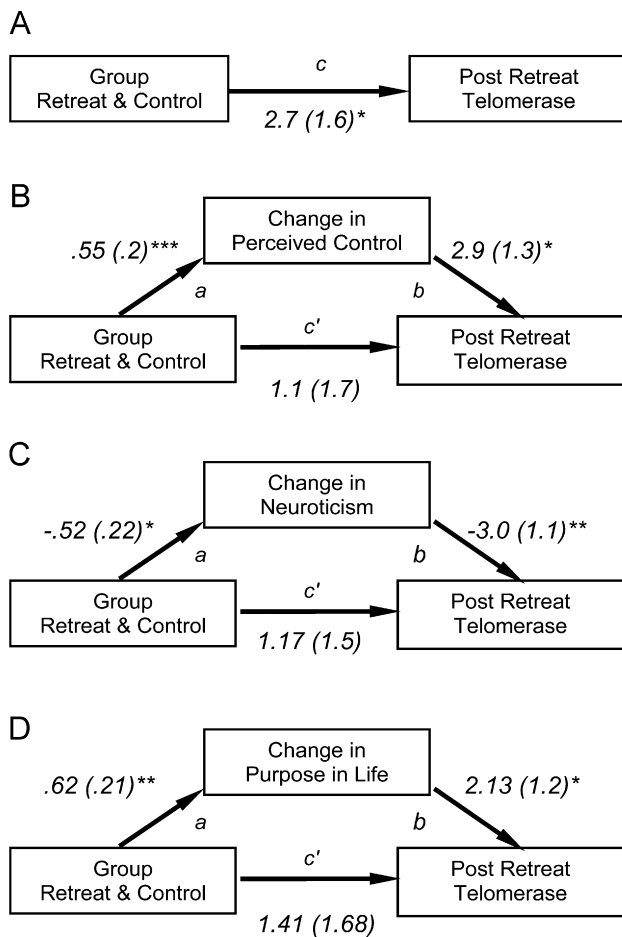 A
Group
Retreat & Control
c
2.7 (1.6)*
Post Retreat
Telomerase
B
Change in
Perceived Control
.55 (.2)***
2.9 (1.3)*
a
b
Group
Retreat & Control
c'
1.1 (1.7)
Post Retreat
Telomerase
C
Change in
Neuroticism
-.52 (.22)*
-3.0 (1.1)**
a
b
Group
Retreat & Control
c'
1.17 (1.5)
Post Retreat
Telomerase
D
Change in
Purpose in Life
.62 (.21)**
2.13 (1.2)*
a
b
Group
Retreat & Control
c'
1.41 (1.68)
Post Retreat
Telomerase